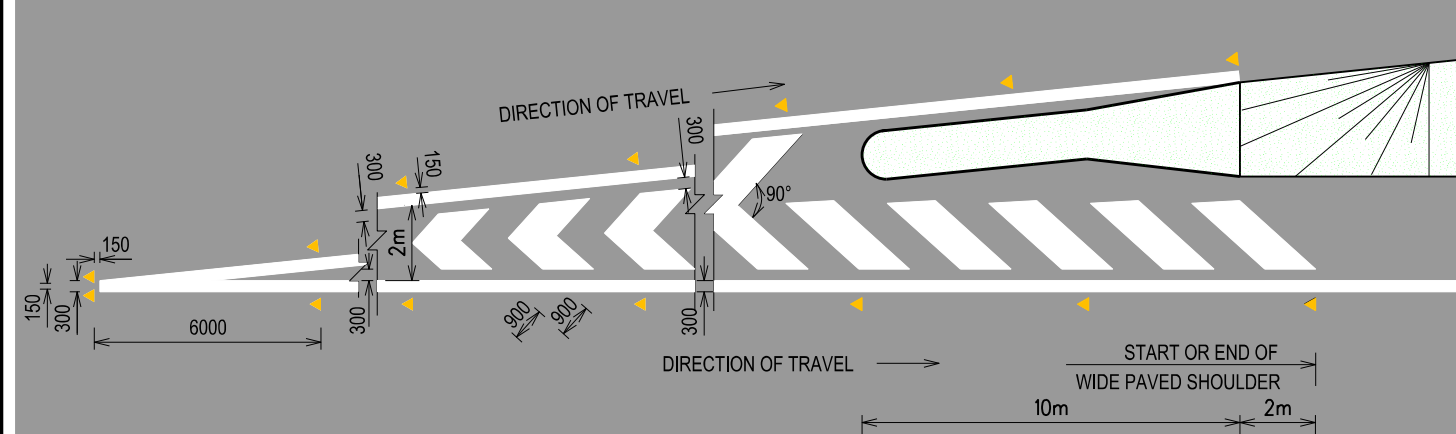 DIRECTION OF TRAVEL
300
150
300
90°
2m
150
150
300
6000
300
900
900
300
DIRECTION OF TRAVEL
START OR END OF
WIDE PAVED SHOULDER
10m
2m